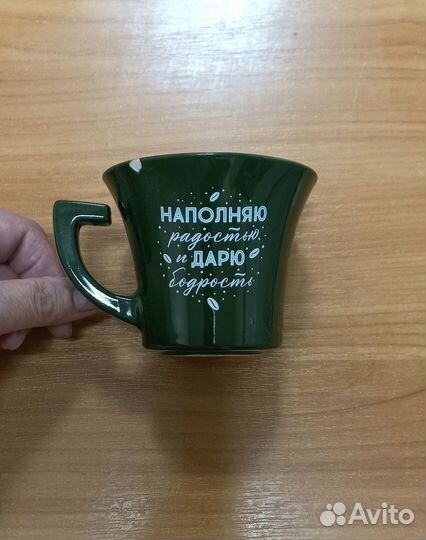 НАПОЛНЯЮ
радостью
и ДАРЮ
бодрость
Avito